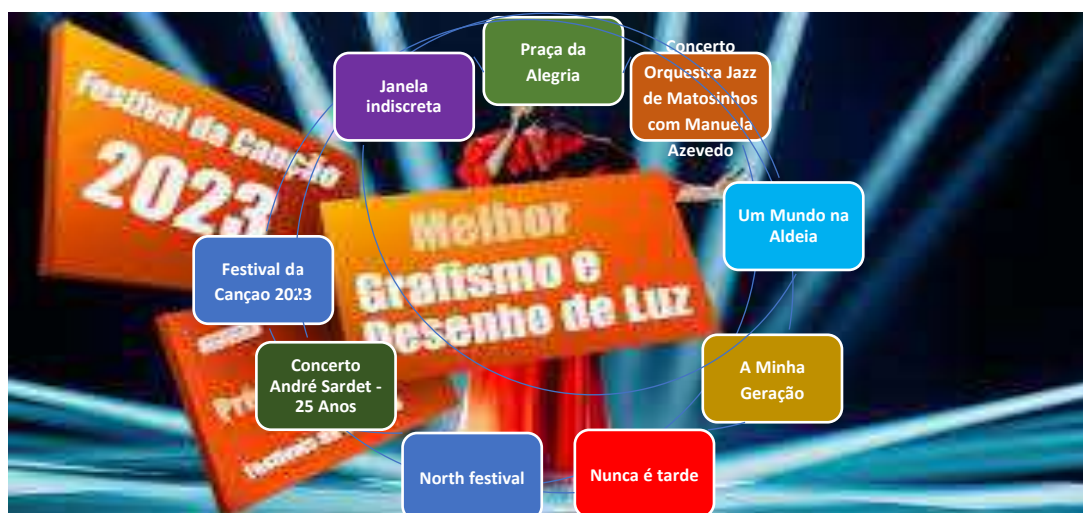 Praça da
Alegria
Concerto
Orquestra Jazz
de Matosinhos
com Manuela
Azevedo
Um Mundo na
Aldeia
A Minha
Geração
Nunca é tarde
North festival
Concerto
André Sardet -
25 Anos
Festival da
Cançao 2023
Janela
indiscreta
Festival da Canção
2023
Melhor
Grafismo e
Desenho de Luz